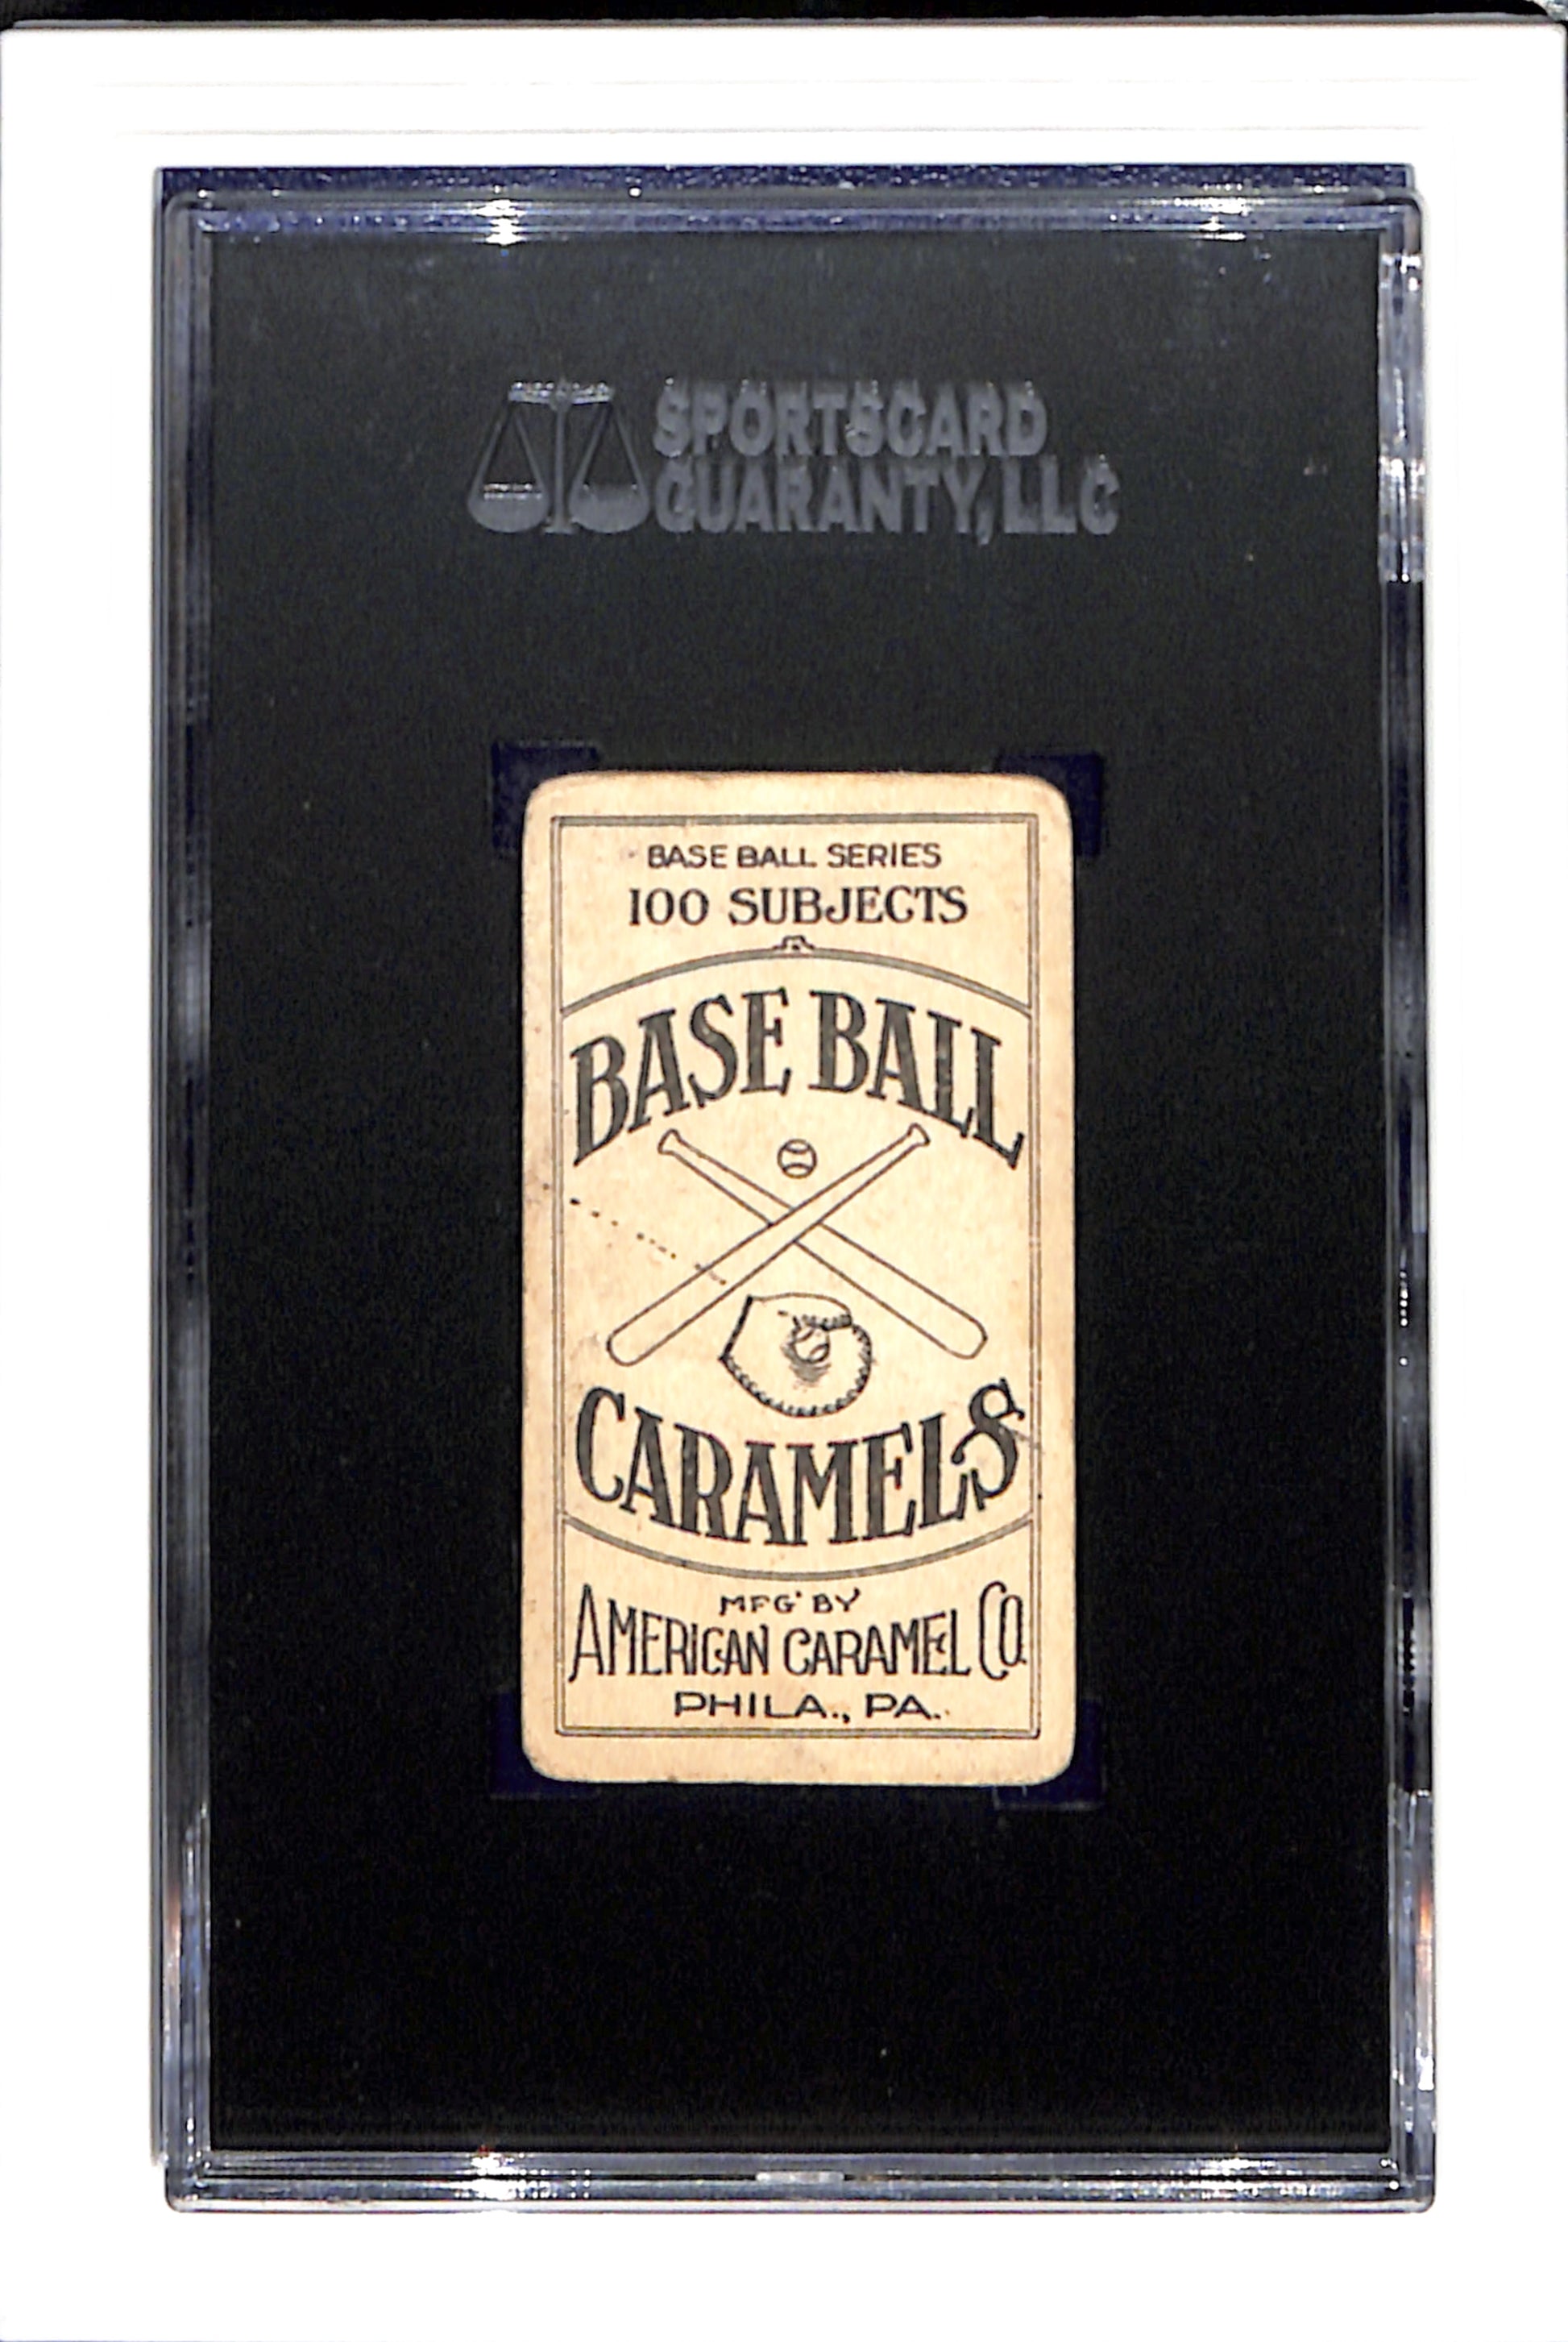 SPORTSCARD
GUARANTY, LLC
BASE BALL SERIES
100 SUBJECTS
BASE BALL
CARAMELS
MFG' BY
AMERICAN CARAMEL CO.
PHILA., PA.